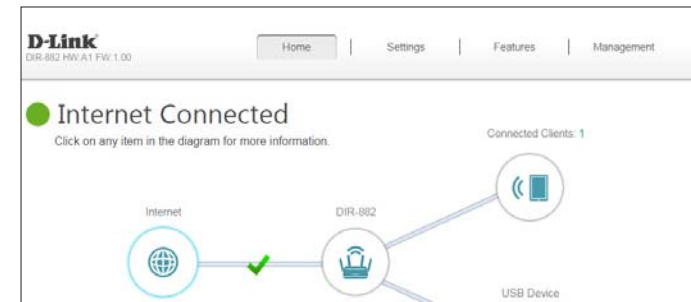 D-Link
DIR-882 HW:A1 FW:1.00
Home | Settings | Features | Management
Internet Connected
Click on any item in the diagram for more information.
Connected Clients: 1
Internet
DIR-882
USB Device